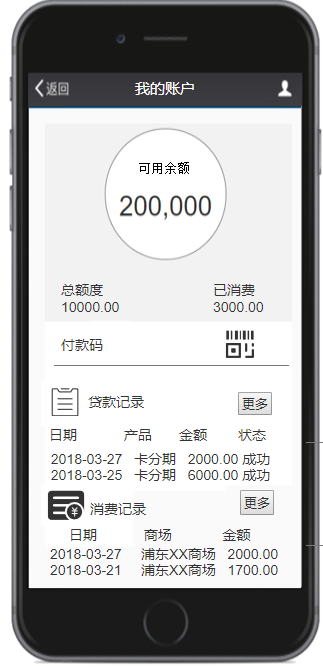 返回 我的账户
可用余额
200,000
总额度 已消费
10000.00 3000.00
付款码
贷款记录 更多
日期 产品 金额 状态
2018-03-27 卡分期 2000.00 成功
2018-03-25 卡分期 6000.00 成功
消费记录 更多
日期 商场 金额
2018-03-27 浦东XX商场 2000.00
2018-03-21 浦东XX商场 1700.00